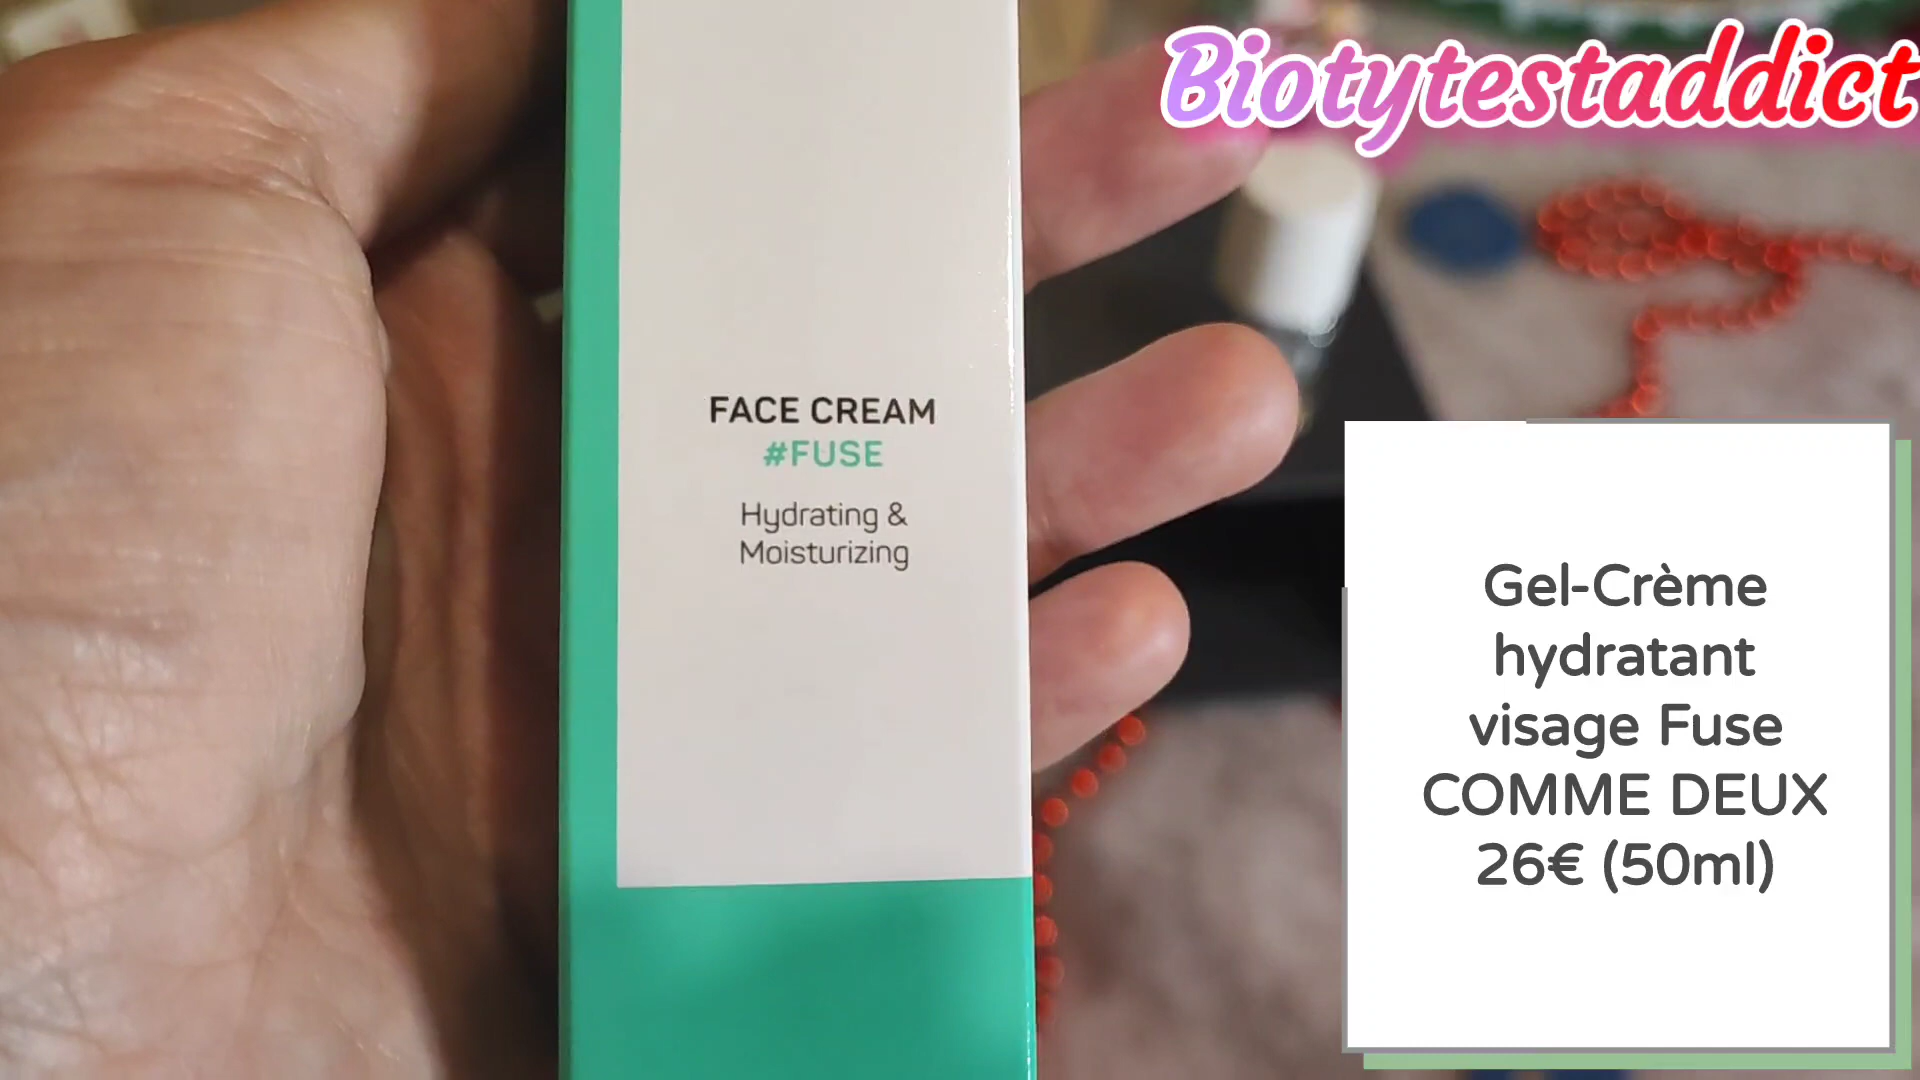 Biotytestaddict
FACE CREAM
#FUSE
Hydrating &
Moisturizing
Gel-Crème
hydratant
visage Fuse
COMME DEUX
26€ (50ml)